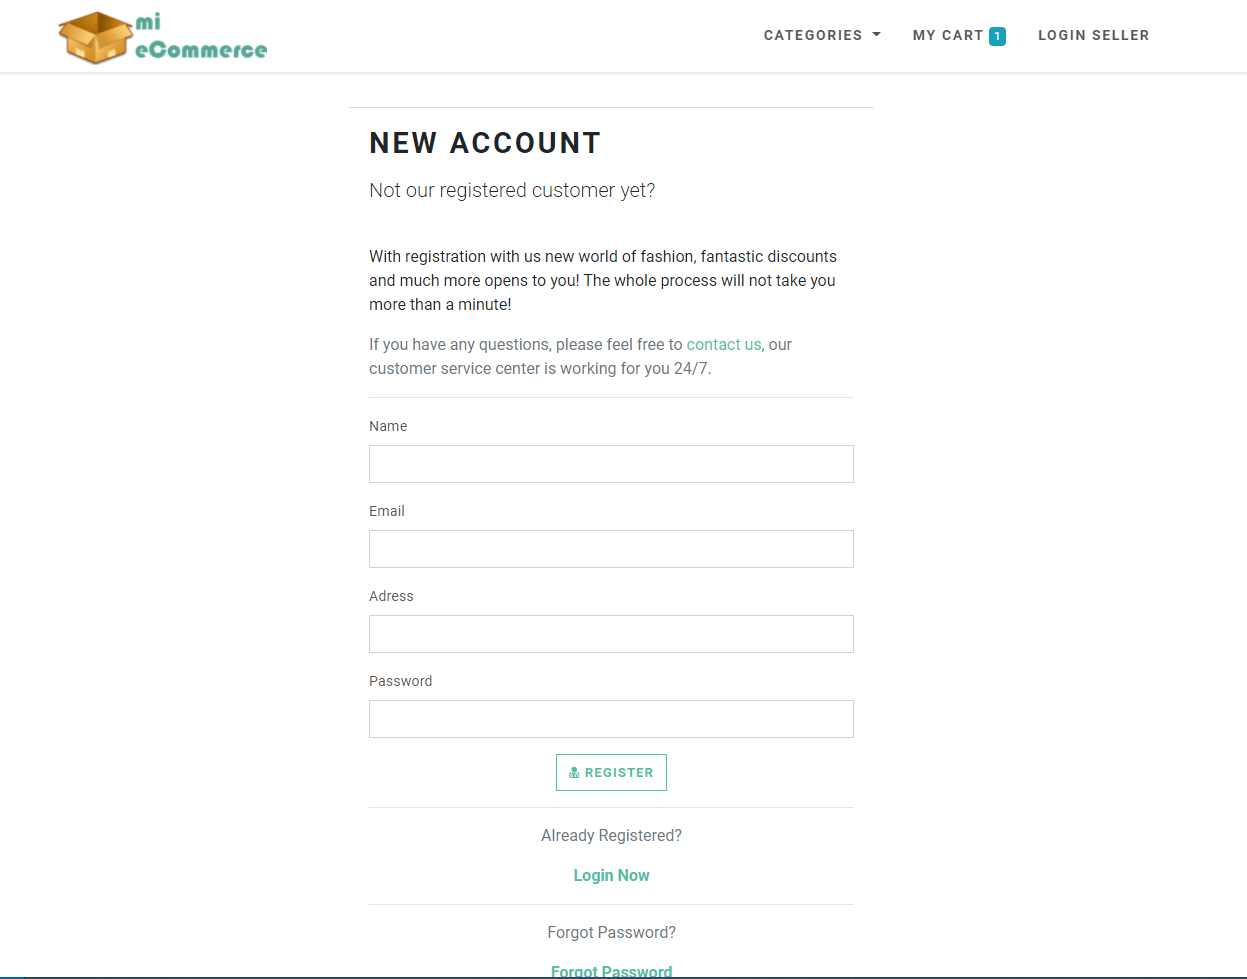 mi
eCommerce
CATEGORIES
MY CART 1
LOGIN SELLER
NEW ACCOUNT
Not our registered customer yet?
With registration with us new world of fashion, fantastic discounts
and much more opens to you! The whole process will not take you
more than a minute!
If you have any questions, please feel free to contact us, our
customer service center is working for you 24/7.
Name
Email
Adress
Password
REGISTER
Already Registered?
Login Now
Forgot Password?
Forgot Password